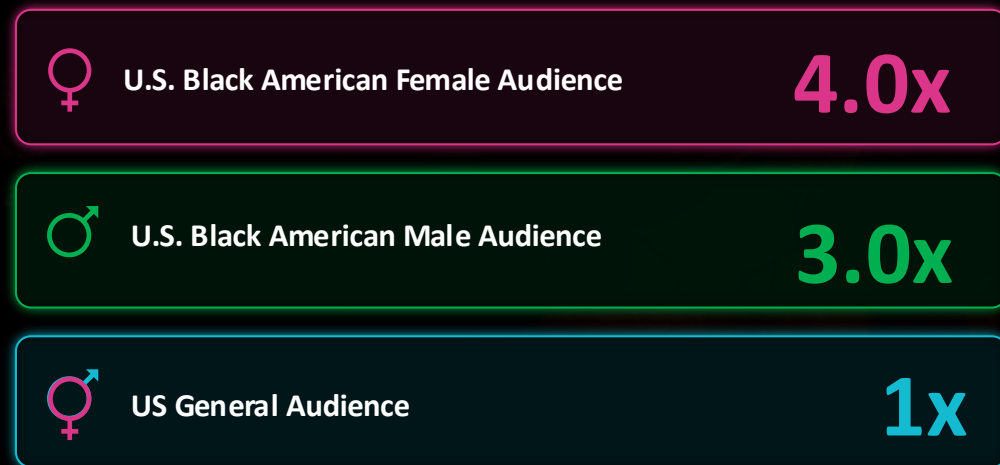 U.S. Black American Female Audience 4.0x
U.S. Black American Male Audience 3.0x
US General Audience 1x